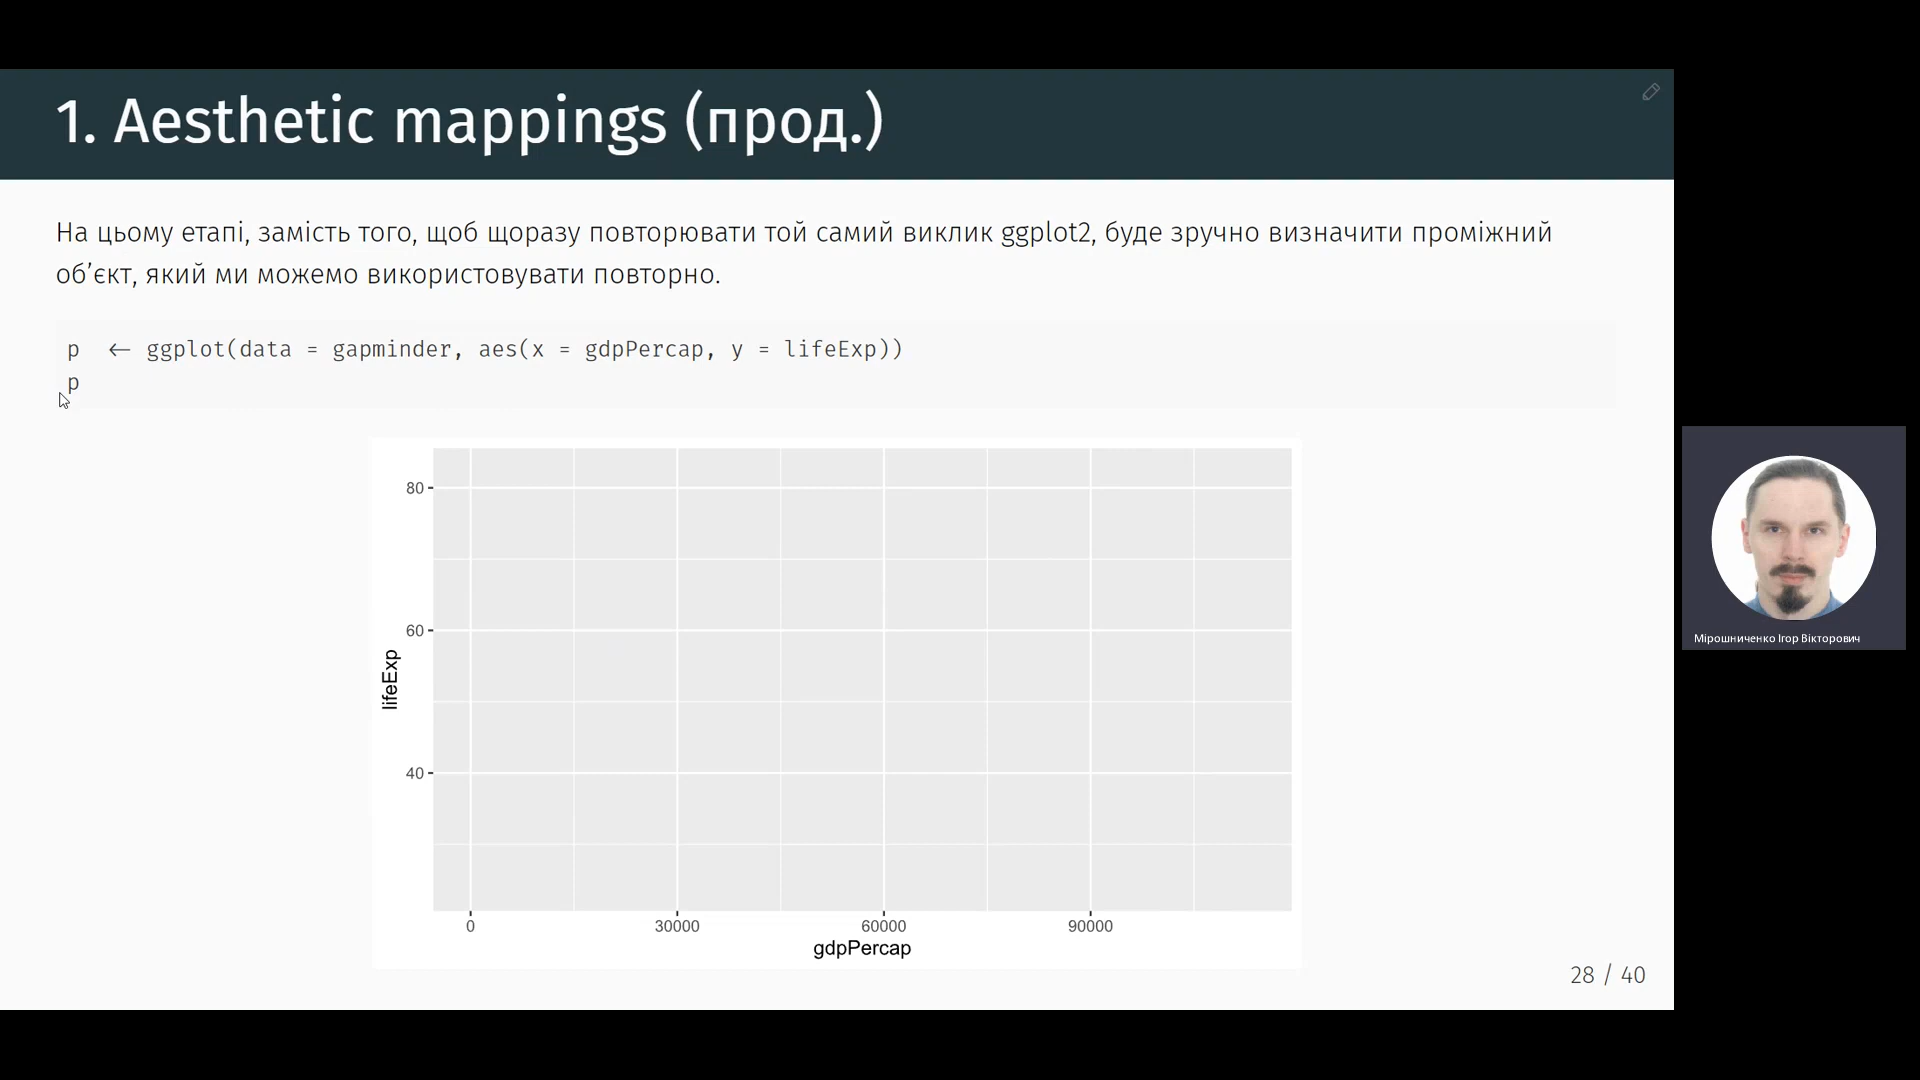 1. Aesthetic mappings (прод.)
На цьому етапі, замість того, щоб щоразу повторювати той самий виклик ggplot2, буде зручно визначити проміжний
об’єкт, який ми можемо використовувати повторно.
p ← ggplot(data = gapminder, aes(x = gdpPercap, y = lifeExp))
p
80
60
40
lifeExp
0 30000 60000 90000
gdpPercap
28 / 40
Мірошниченко Ігор Вікторович